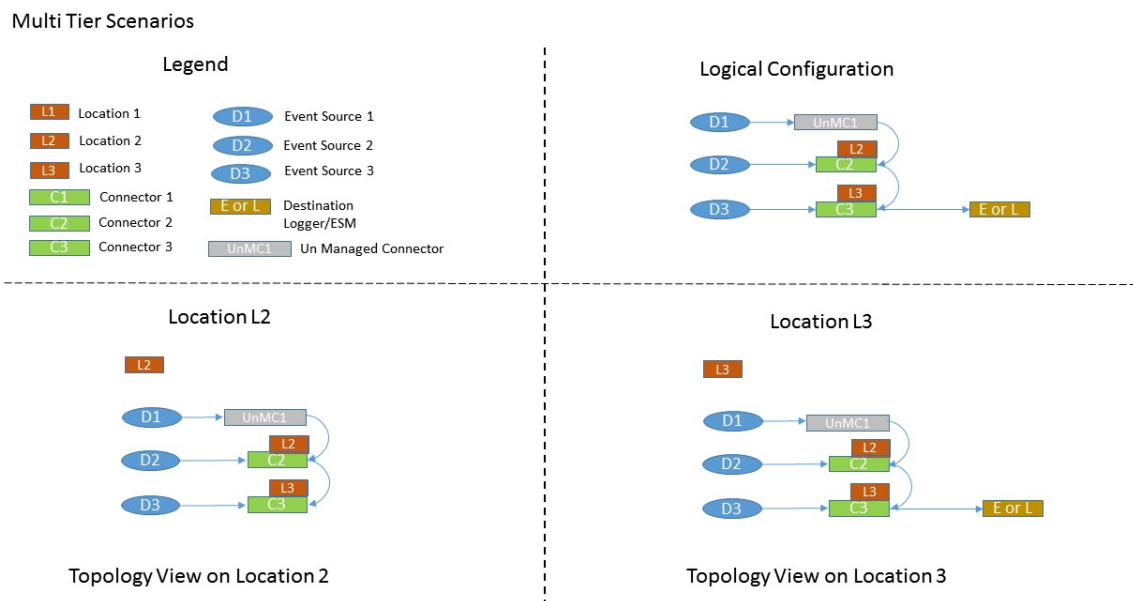 Multi Tier Scenarios
Legend
L1 Location 1
L2 Location 2
L3 Location 3
C1 Connector 1
C2 Connector 2
C3 Connector 3
D1 Event Source 1
D2 Event Source 2
D3 Event Source 3
E or L Destination
Logger/ESM
UnMC1 Un Managed Connector
Logical Configuration
D1 UnMC1
L2
D2 C2
L3
D3 C3 E or L
Location L2
L2
D1 UnMC1
L2
D2 C2
L3
D3 C3
Topology View on Location 2
Location L3
L3
D1 UnMC1
L2
D2 C2
L3
D3 C3 E or L
Topology View on Location 3